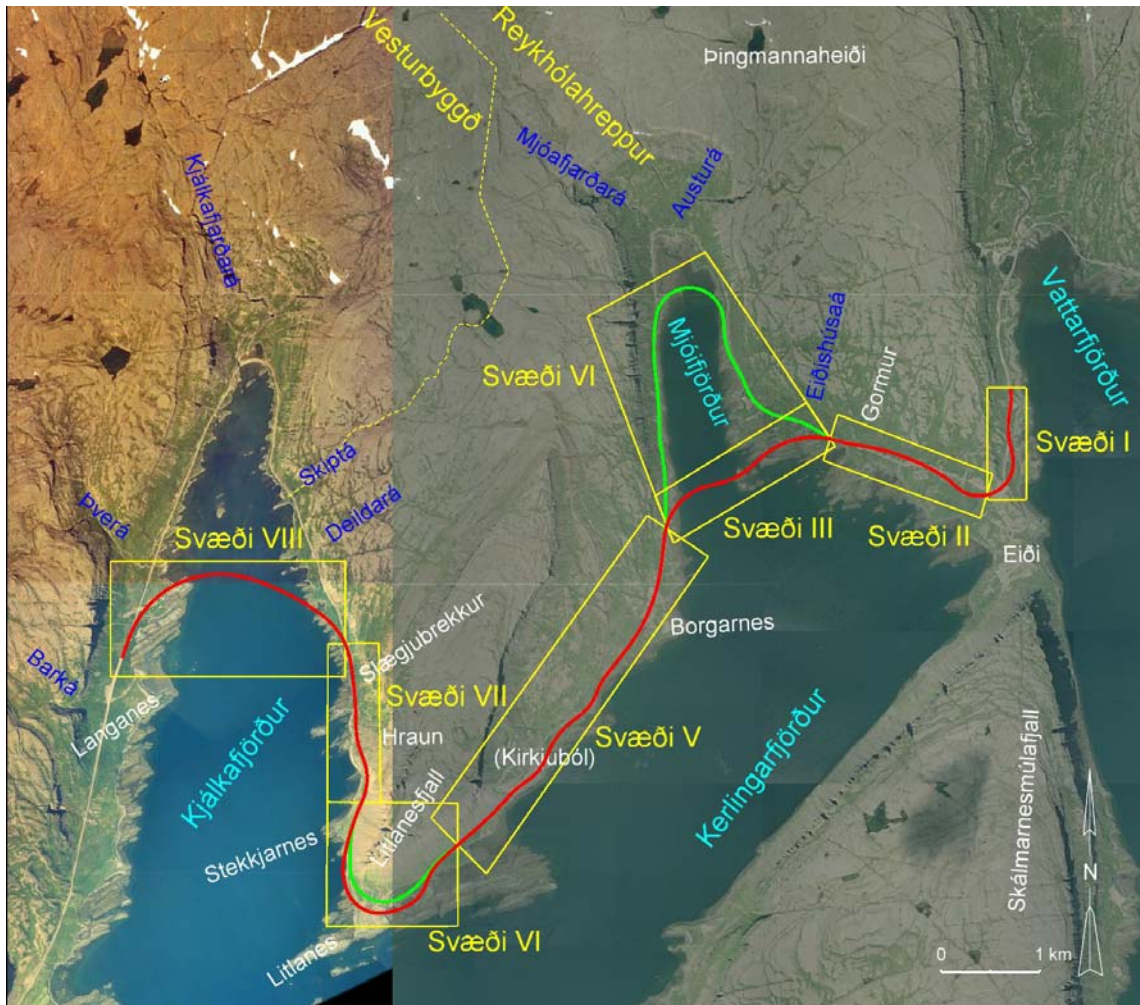 Vesturbyggð
Reykhólahreppur
Þingmannaheiði
Mjóafjarðará
Austurá
Kjálkafjarðará
Vattarfjörður
Eiðishúsaá
Mjóifjörður
Gormur
Svæði VI
Svæði I
Skiptá
Þverá
Deildará
Svæði VIII
Svæði III
Svæði II
Eiði
Slægjubrekkur
Borgarnes
Barká
Langanes
Svæði VII
Hraun
Svæði V
(Kirkjuból)
Kjálkafjörður
Kerlingarfjörður
Skálmarnesmúlafjall
Litlanesfjall
Stekkjarnes
N
Svæði VI
Litlanes
0 1 km